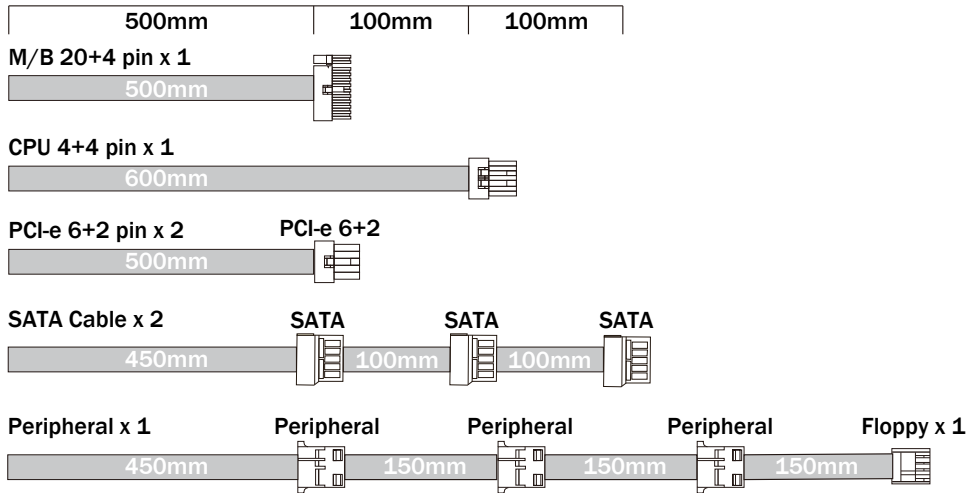 500mm 100mm 100mm
M/B 20+4 pin x 1
500mm
CPU 4+4 pin x 1
600mm
PCI-e 6+2 pin x 2 PCI-e 6+2
500mm
SATA Cable x 2 SATA SATA SATA
450mm 100mm 100mm
Peripheral x 1 Peripheral Peripheral Peripheral Floppy x 1
450mm 150mm 150mm 150mm